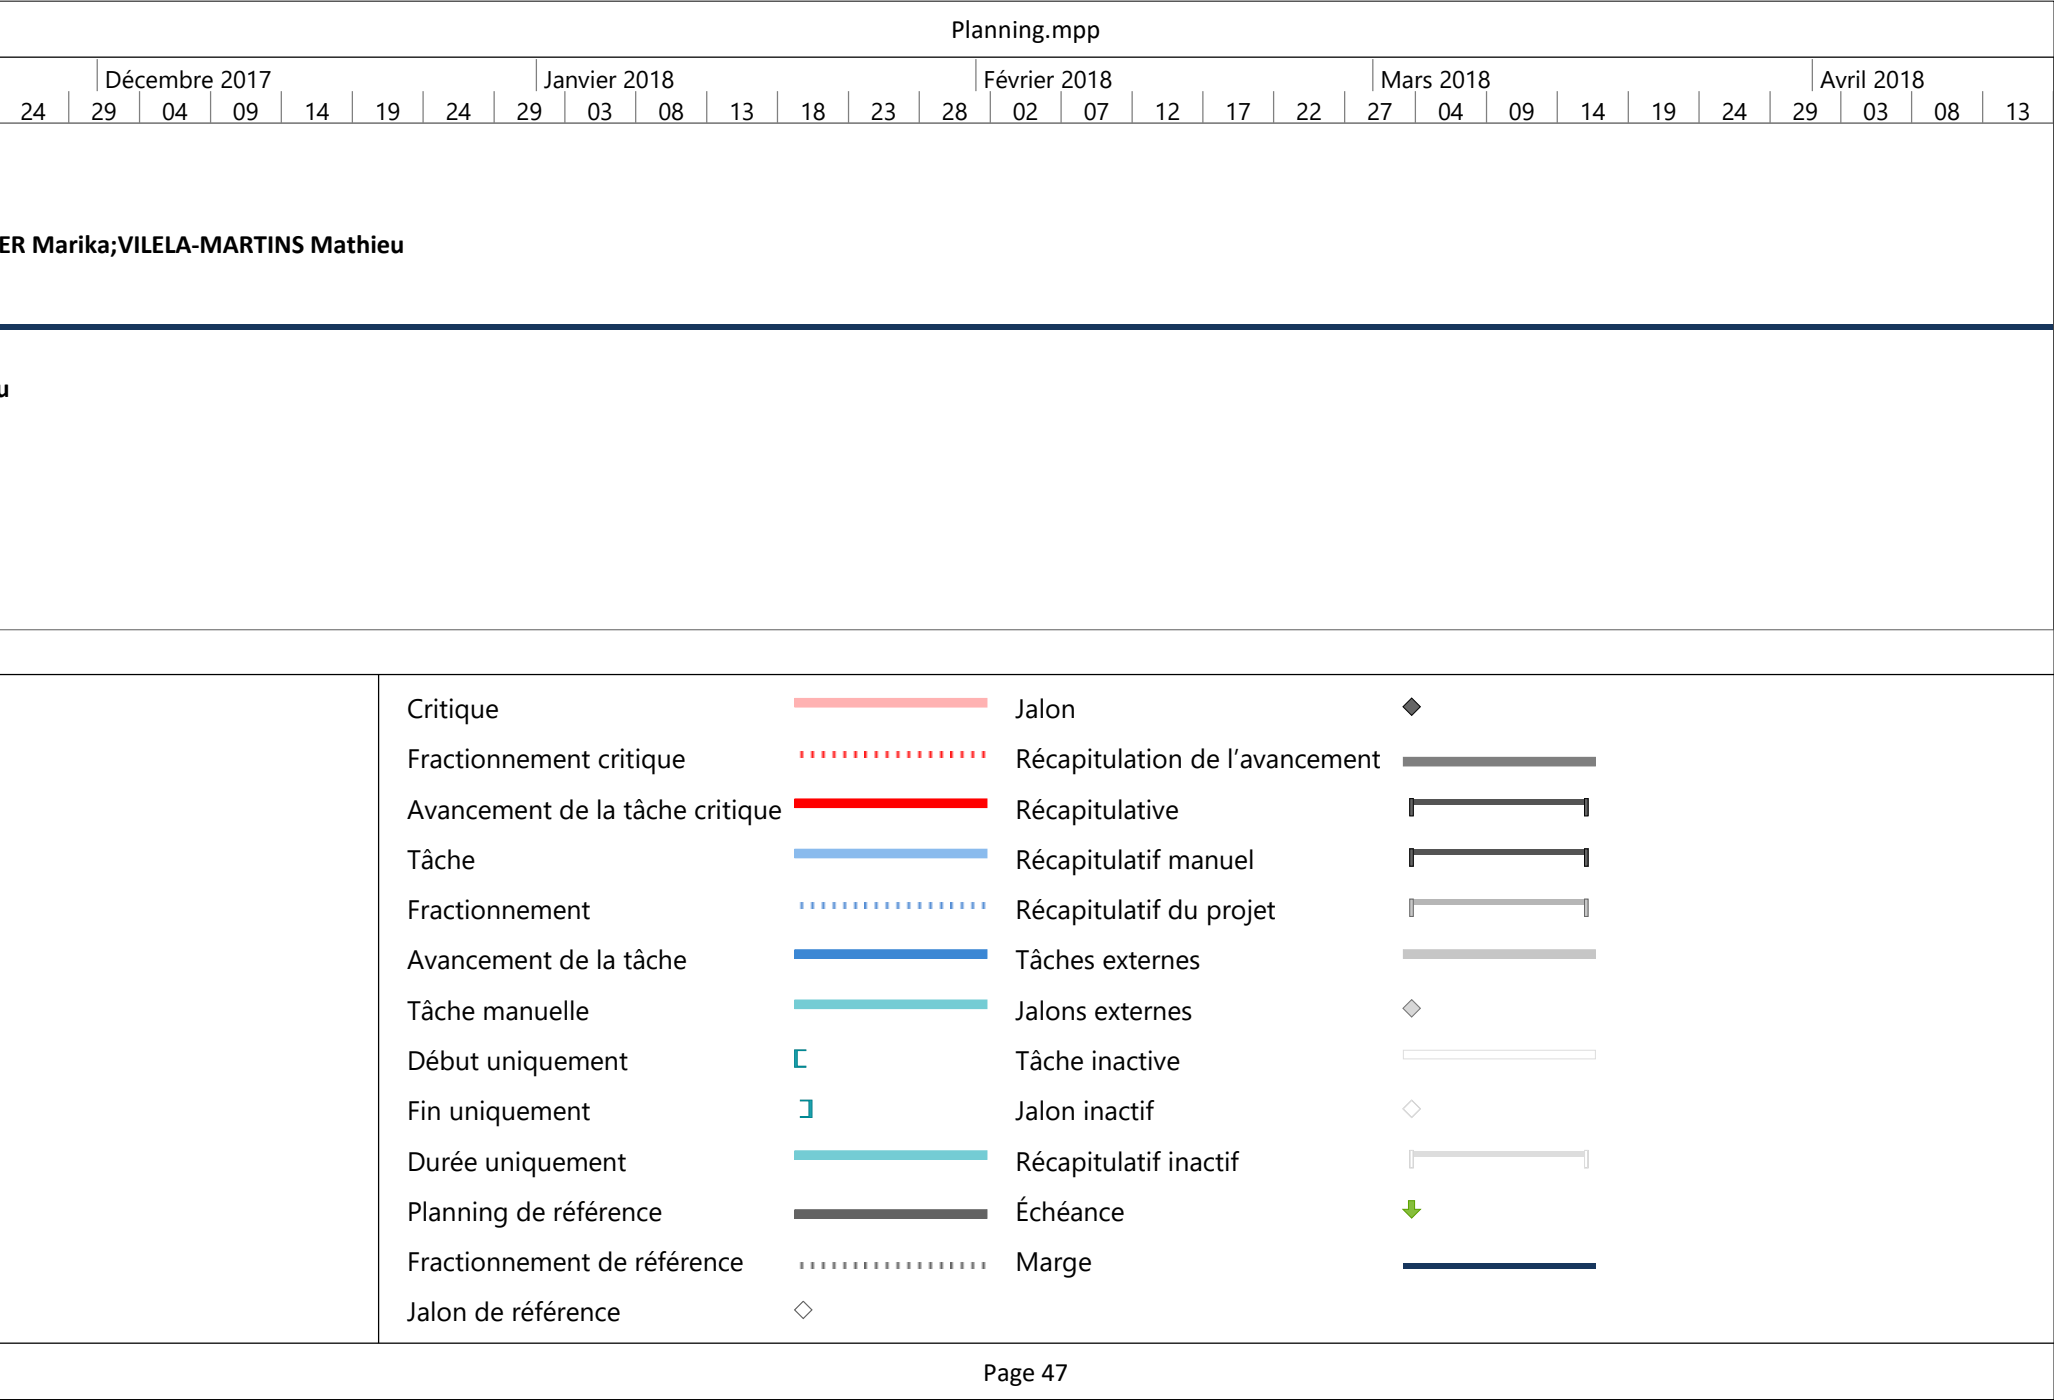 Planning.mpp
Décembre 2017 Janvier 2018 Février 2018 Mars 2018 Avril 2018
24 29 04 09 14 19 24 29 03 08 13 18 23 28 02 07 12 17 22 27 04 09 14 19 24 29 03 08 13
ER Marika;VILELA-MARTINS Mathieu
u
Critique Jalon
Fractionnement critique Récapitulation de l'avancement
Avancement de la tâche critique Récapitulative
Tâche Récapitulatif manuel
Fractionnement Récapitulatif du projet
Avancement de la tâche Tâches externes
Tâche manuelle Jalons externes
Début uniquement Tâche inactive
Fin uniquement Jalon inactif
Durée uniquement Récapitulatif inactif
Planning de référence Échéance
Fractionnement de référence Marge
Jalon de référence
Page 47